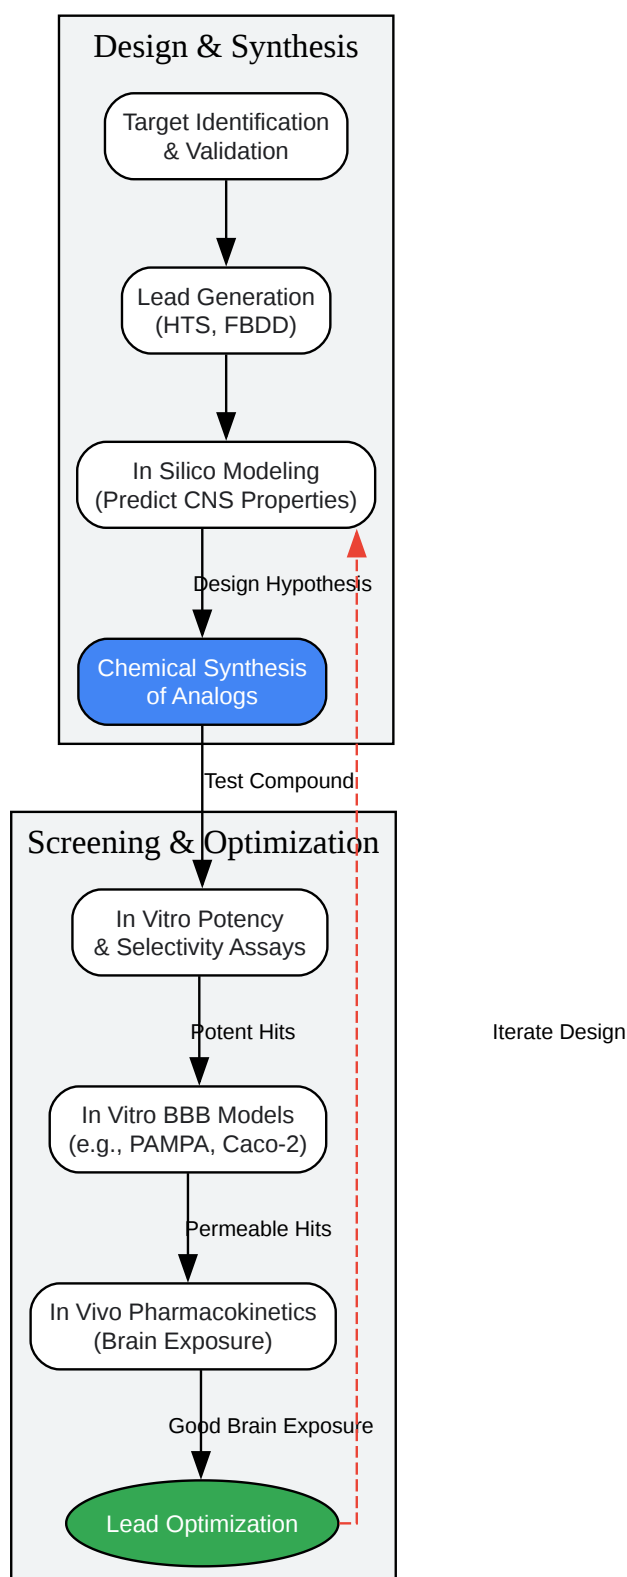 Design & Synthesis
Target Identification
& Validation
Lead Generation
(HTS, FBDD)
In Silico Modeling
(Predict CNS Properties)
Design Hypothesis
Chemical Synthesis
of Analogs
Test Compound
Screening & Optimization
In Vitro Potency
& Selectivity Assays
Potent Hits
Iterate Design
In Vitro BBB Models
(e.g., PAMPA, Caco-2)
Permeable Hits
In Vivo Pharmacokinetics
(Brain Exposure)
Good Brain Exposure
Lead Optimization